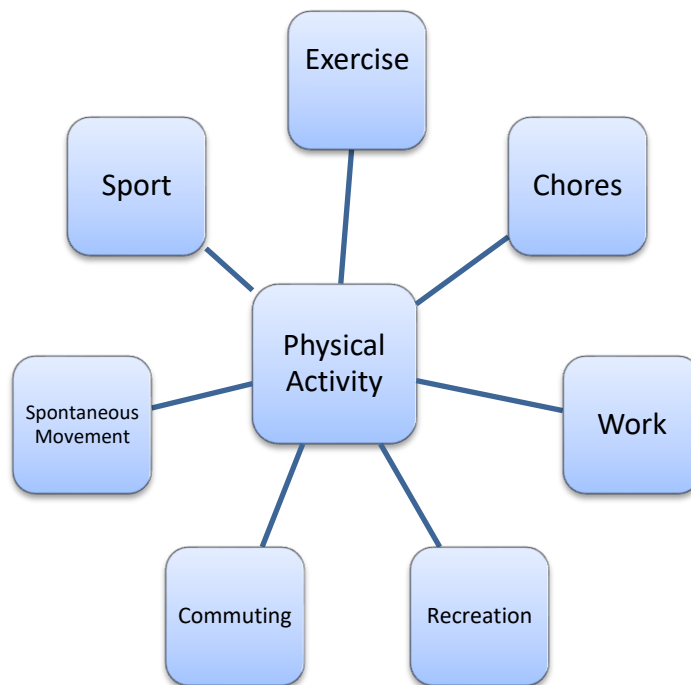 Exercise
Sport
Chores
Physical
Activity
Spontaneous
Movement
Work
Commuting
Recreation